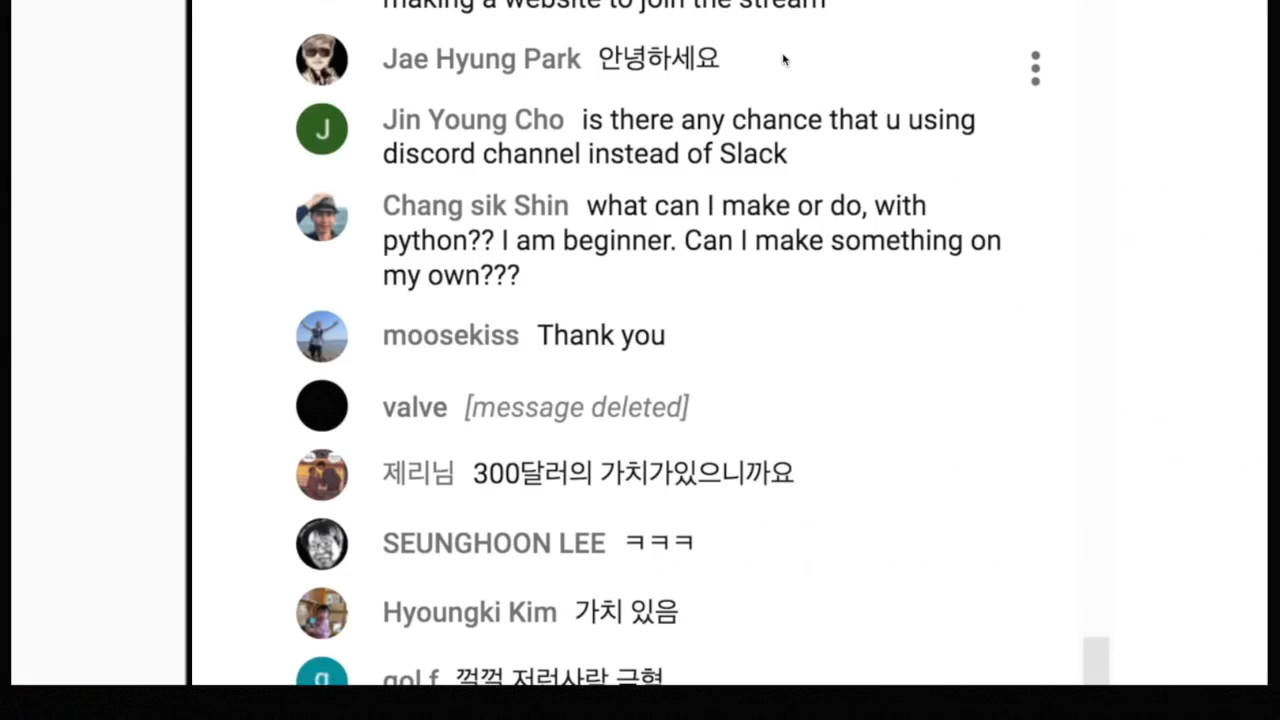 making a website to join the stream
Jae Hyung Park 안녕하세요
Jin Young Cho is there any chance that u using
discord channel instead of Slack
Chang sik Shin what can I make or do, with
python?? I am beginner. Can I make something on
my own???
moosekiss Thank you
valve [message deleted]
제리님 300달러의 가치가있으니까요
SEUNGHOON LEE ㅋㅋㅋ
Hyoungki Kim 가치 있음
gol f 껄껄 저런사람 극혐